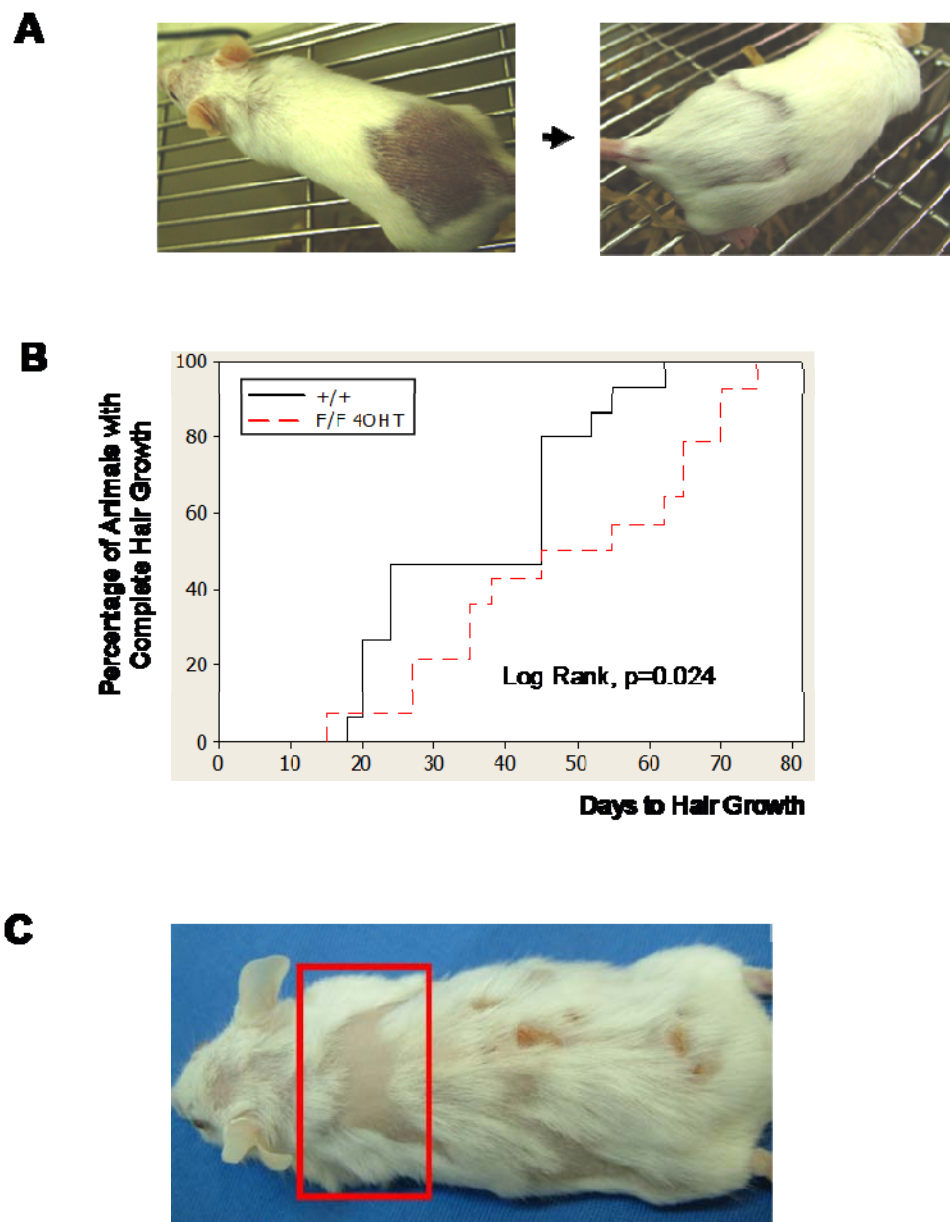 A
B
100
80
60
40
20
0
+/+
F/F 4OHT
Log Rank, p=0.024
0 10 20 30 40 50 60 70 80
Percentage of Animals with
Complete Hair Growth
Days to Hair Growth
C